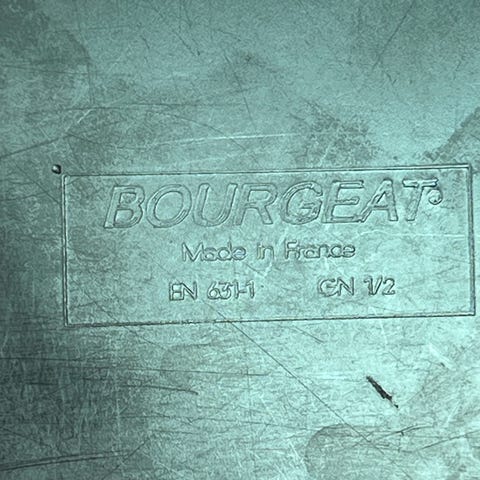 BOURGEAT
Made in France
EN 631-1 GN 1/2